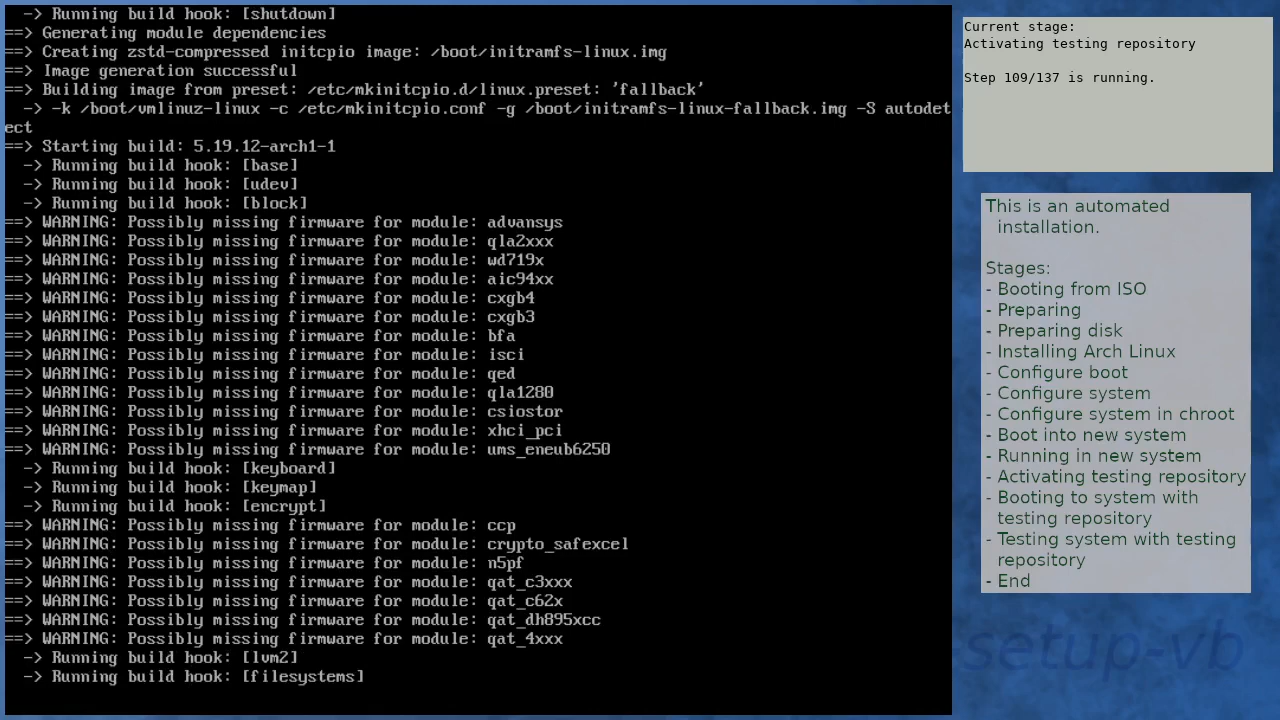 -> Running build hook: [shutdown]
==> Generating module dependencies
==> Creating zstd-compressed initcpio image: /boot/initramfs-linux.img
==> Image generation successful
==> Building image from preset: /etc/mkinitcpio.d/linux.preset: 'fallback'
  -> -k /boot/vmlinuz-linux -c /etc/mkinitcpio.conf -g /boot/initramfs-linux-fallback.img -S autodet
ect
==> Starting build: 5.19.12-arch1-1
  -> Running build hook: [base]
  -> Running build hook: [udev]
  -> Running build hook: [block]
==> WARNING: Possibly missing firmware for module: advansys
==> WARNING: Possibly missing firmware for module: qla2xxx
==> WARNING: Possibly missing firmware for module: wd719x
==> WARNING: Possibly missing firmware for module: aic94xx
==> WARNING: Possibly missing firmware for module: cxgb4
==> WARNING: Possibly missing firmware for module: cxgb3
==> WARNING: Possibly missing firmware for module: bfa
==> WARNING: Possibly missing firmware for module: isci
==> WARNING: Possibly missing firmware for module: qed
==> WARNING: Possibly missing firmware for module: qla1280
==> WARNING: Possibly missing firmware for module: csiostor
==> WARNING: Possibly missing firmware for module: xhci_pci
==> WARNING: Possibly missing firmware for module: ums_eneub6250
  -> Running build hook: [keyboard]
  -> Running build hook: [keymap]
  -> Running build hook: [encrypt]
==> WARNING: Possibly missing firmware for module: ccp
==> WARNING: Possibly missing firmware for module: crypto_safexcel
==> WARNING: Possibly missing firmware for module: n5pf
==> WARNING: Possibly missing firmware for module: qat_c3xxx
==> WARNING: Possibly missing firmware for module: qat_c62x
==> WARNING: Possibly missing firmware for module: qat_dh895xcc
==> WARNING: Possibly missing firmware for module: qat_4xxx
  -> Running build hook: [lvm2]
  -> Running build hook: [filesystems]
Current stage:
Activating testing repository
Step 109/137 is running.
This is an automated
installation.
Stages:
- Booting from ISO
- Preparing
- Preparing disk
- Installing Arch Linux
- Configure boot
- Configure system
- Configure system in chroot
- Boot into new system
- Running in new system
- Activating testing repository
- Booting to system with
testing repository
- Testing system with testing
repository
- End
setup-vb